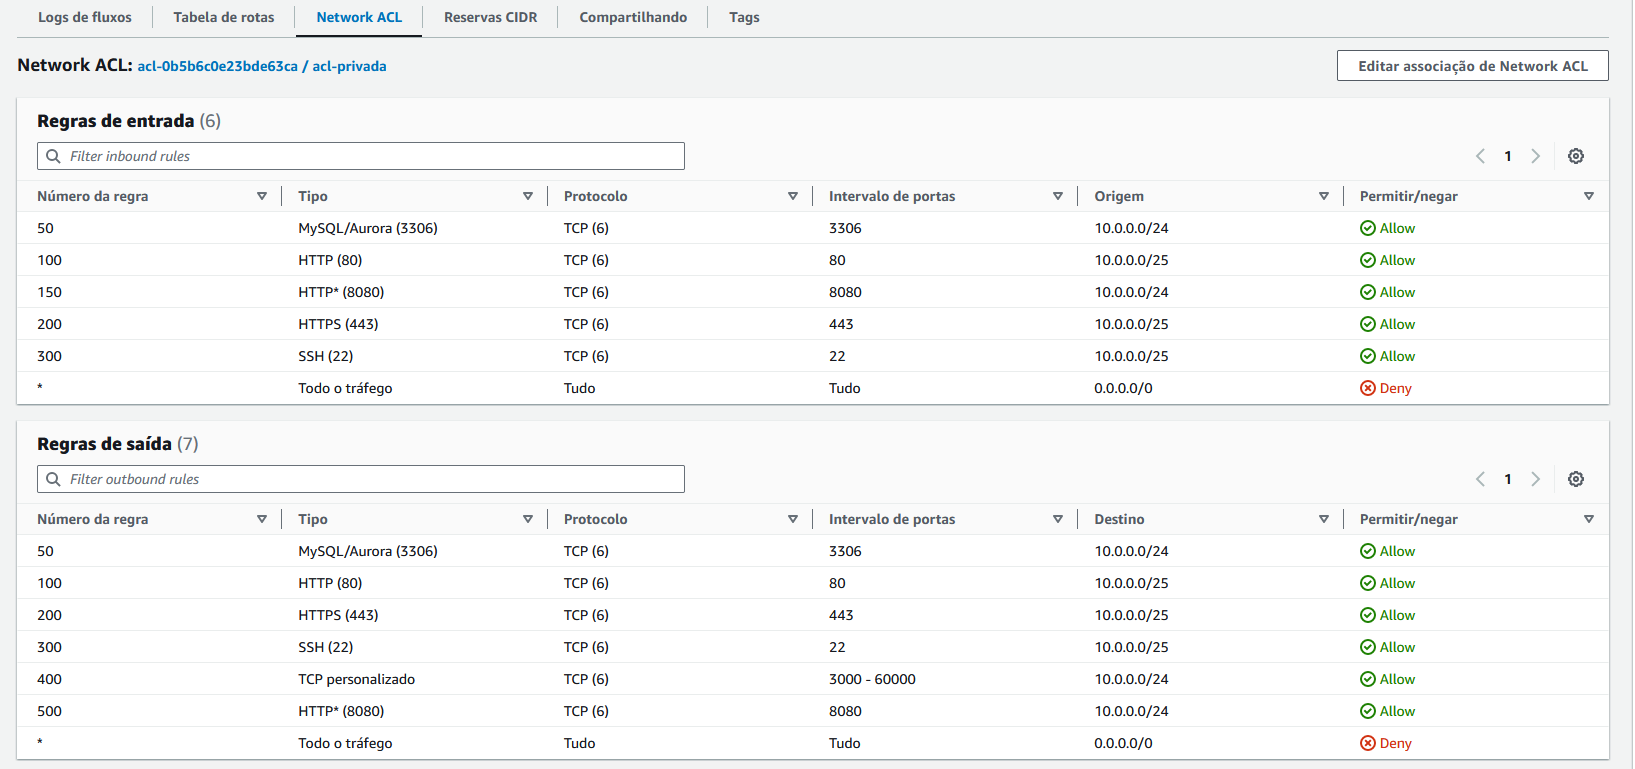 Logs de fluxos Tabela de rotas Network ACL Reservas CIDR Compartilhando Tags
Network ACL: acl-0b5b6c0e23bde63ca / acl-privada Editar associação de Network ACL
Regras de entrada (6)
Filter inbound rules 1
Número da regra Tipo Protocolo Intervalo de portas Origem Permitir/negar
50 MySQL/Aurora (3306) TCP (6) 3306 10.0.0.0/24 Allow
100 HTTP (80) TCP (6) 80 10.0.0.0/25 Allow
150 HTTP* (8080) TCP (6) 8080 10.0.0.0/24 Allow
200 HTTPS (443) TCP (6) 443 10.0.0.0/25 Allow
300 SSH (22) TCP (6) 22 10.0.0.0/25 Allow
* Todo o tráfego Tudo Tudo 0.0.0.0/0 Deny
Regras de saída (7)
Filter outbound rules 1
Número da regra Tipo Protocolo Intervalo de portas Destino Permitir/negar
50 MySQL/Aurora (3306) TCP (6) 3306 10.0.0.0/24 Allow
100 HTTP (80) TCP (6) 80 10.0.0.0/25 Allow
200 HTTPS (443) TCP (6) 443 10.0.0.0/25 Allow
300 SSH (22) TCP (6) 22 10.0.0.0/25 Allow
400 TCP personalizado TCP (6) 3000 - 60000 10.0.0.0/24 Allow
500 HTTP* (8080) TCP (6) 8080 10.0.0.0/24 Allow
* Todo o tráfego Tudo Tudo 0.0.0.0/0 Deny